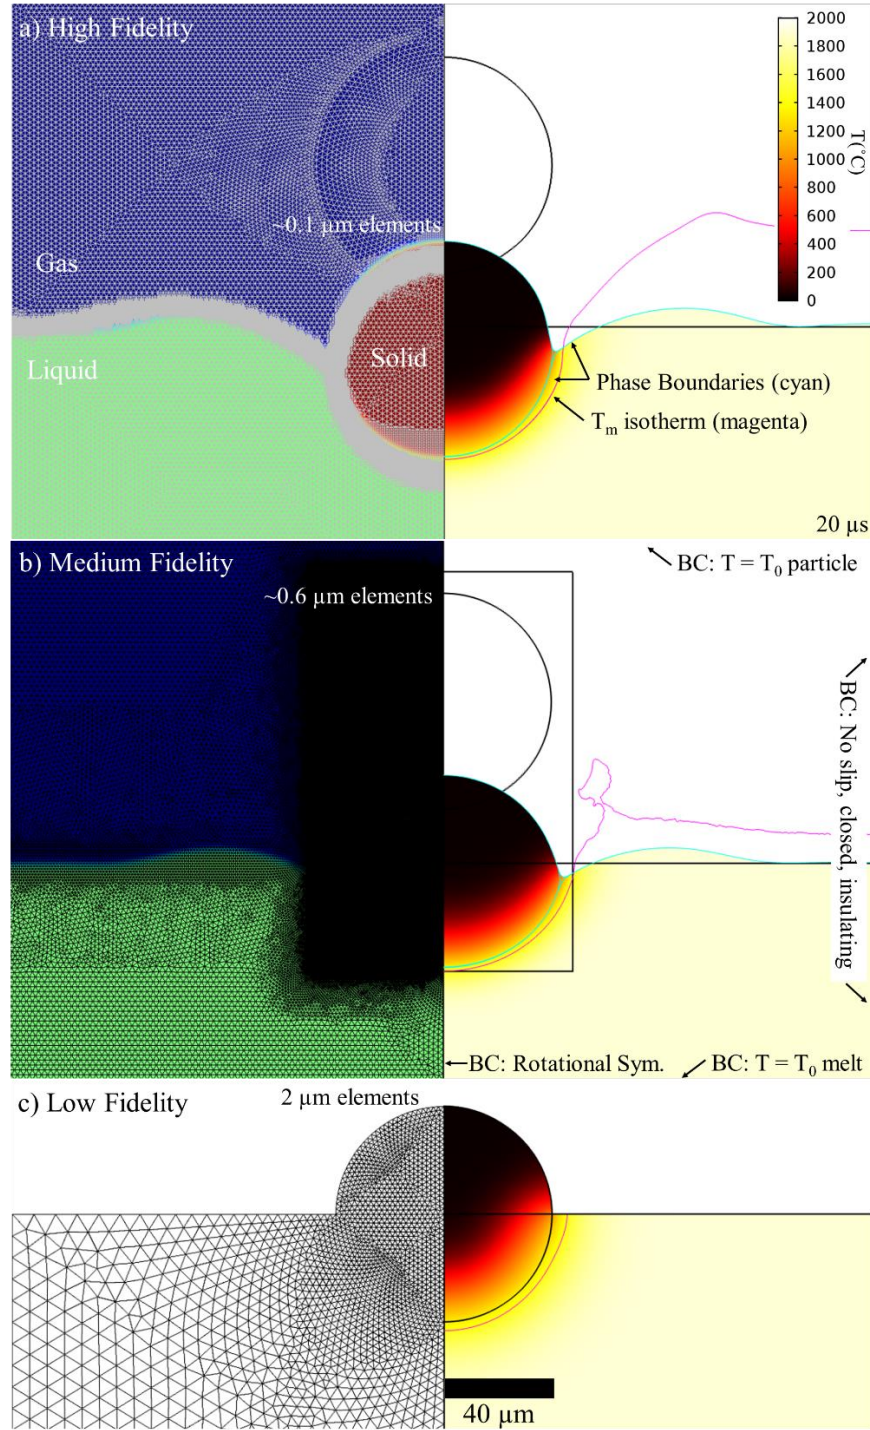 a) High Fidelity
~0.1 µm elements
Gas
Liquid
Solid
2000
1800
1600
1400
1200
1000
800
600
400
200
0
T(˚C)
Phase Boundaries (cyan)
Tm isotherm (magenta)
20 µs
b) Medium Fidelity
~0.6 µm elements
BC: T = T0 particle
BC: No slip, closed, insulating
BC: Rotational Sym.
BC: T = T0 melt
c) Low Fidelity
2 µm elements
40 µm